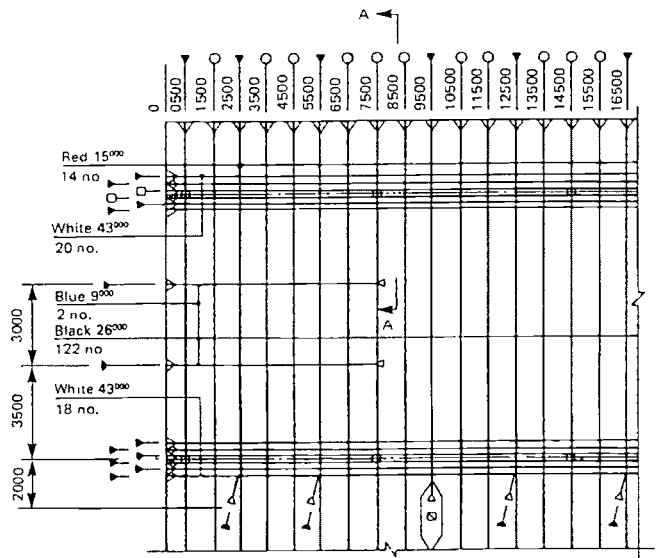 A
0
0500
1500
2500
3500
4500
5500
6500
7500
8500
9500
10500
11500
12500
13500
14500
15500
16500
Red 15⁰⁰⁰
14 no
White 43⁰⁰⁰
20 no.
Blue 9⁰⁰⁰
2 no.
A
Black 26⁰⁰⁰
122 no
White 43⁰⁰⁰
18 no.
3000
3500
2000